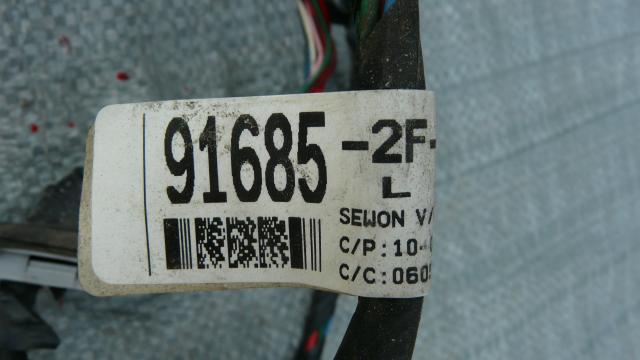 91685-2F-
L
SEWON V/
C/P:10-
C/C:060